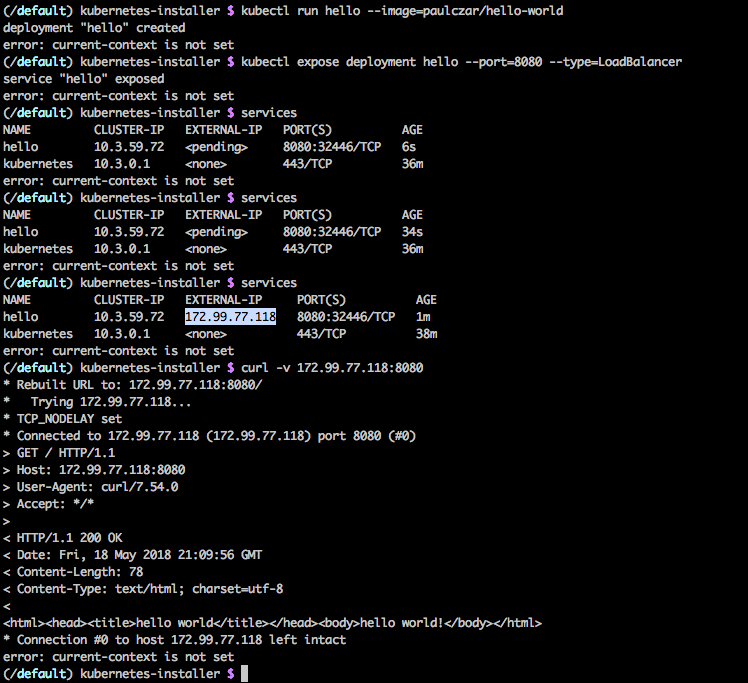 (/default) kubernetes-installer $ kubectl run hello --image=paulczar/hello-world
deployment "hello" created
error: current-context is not set
(/default) kubernetes-installer $ kubectl expose deployment hello --port=8080 --type=LoadBalancer
service "hello" exposed
error: current-context is not set
(/default) kubernetes-installer $ services
NAME CLUSTER-IP EXTERNAL-IP PORT(S) AGE
hello 10.3.59.72 <pending> 8080:32446/TCP 6s
kubernetes 10.3.0.1 <none> 443/TCP 36m
error: current-context is not set
(/default) kubernetes-installer $ services
NAME CLUSTER-IP EXTERNAL-IP PORT(S) AGE
hello 10.3.59.72 <pending> 8080:32446/TCP 34s
kubernetes 10.3.0.1 <none> 443/TCP 36m
error: current-context is not set
(/default) kubernetes-installer $ services
NAME CLUSTER-IP EXTERNAL-IP PORT(S) AGE
hello 10.3.59.72 172.99.77.118 8080:32446/TCP 1m
kubernetes 10.3.0.1 <none> 443/TCP 38m
error: current-context is not set
(/default) kubernetes-installer $ curl -v 172.99.77.118:8080
* Rebuilt URL to: 172.99.77.118:8080/
* Trying 172.99.77.118...
* TCP_NODELAY set
* Connected to 172.99.77.118 (172.99.77.118) port 8080 (#0)
> GET / HTTP/1.1
> Host: 172.99.77.118:8080
> User-Agent: curl/7.54.0
> Accept: */*
>
< HTTP/1.1 200 OK
< Date: Fri, 18 May 2018 21:09:56 GMT
< Content-Length: 78
< Content-Type: text/html; charset=utf-8
<
<html><head><title>hello world</title></head><body>hello world!</body></html>
* Connection #0 to host 172.99.77.118 left intact
error: current-context is not set
(/default) kubernetes-installer $